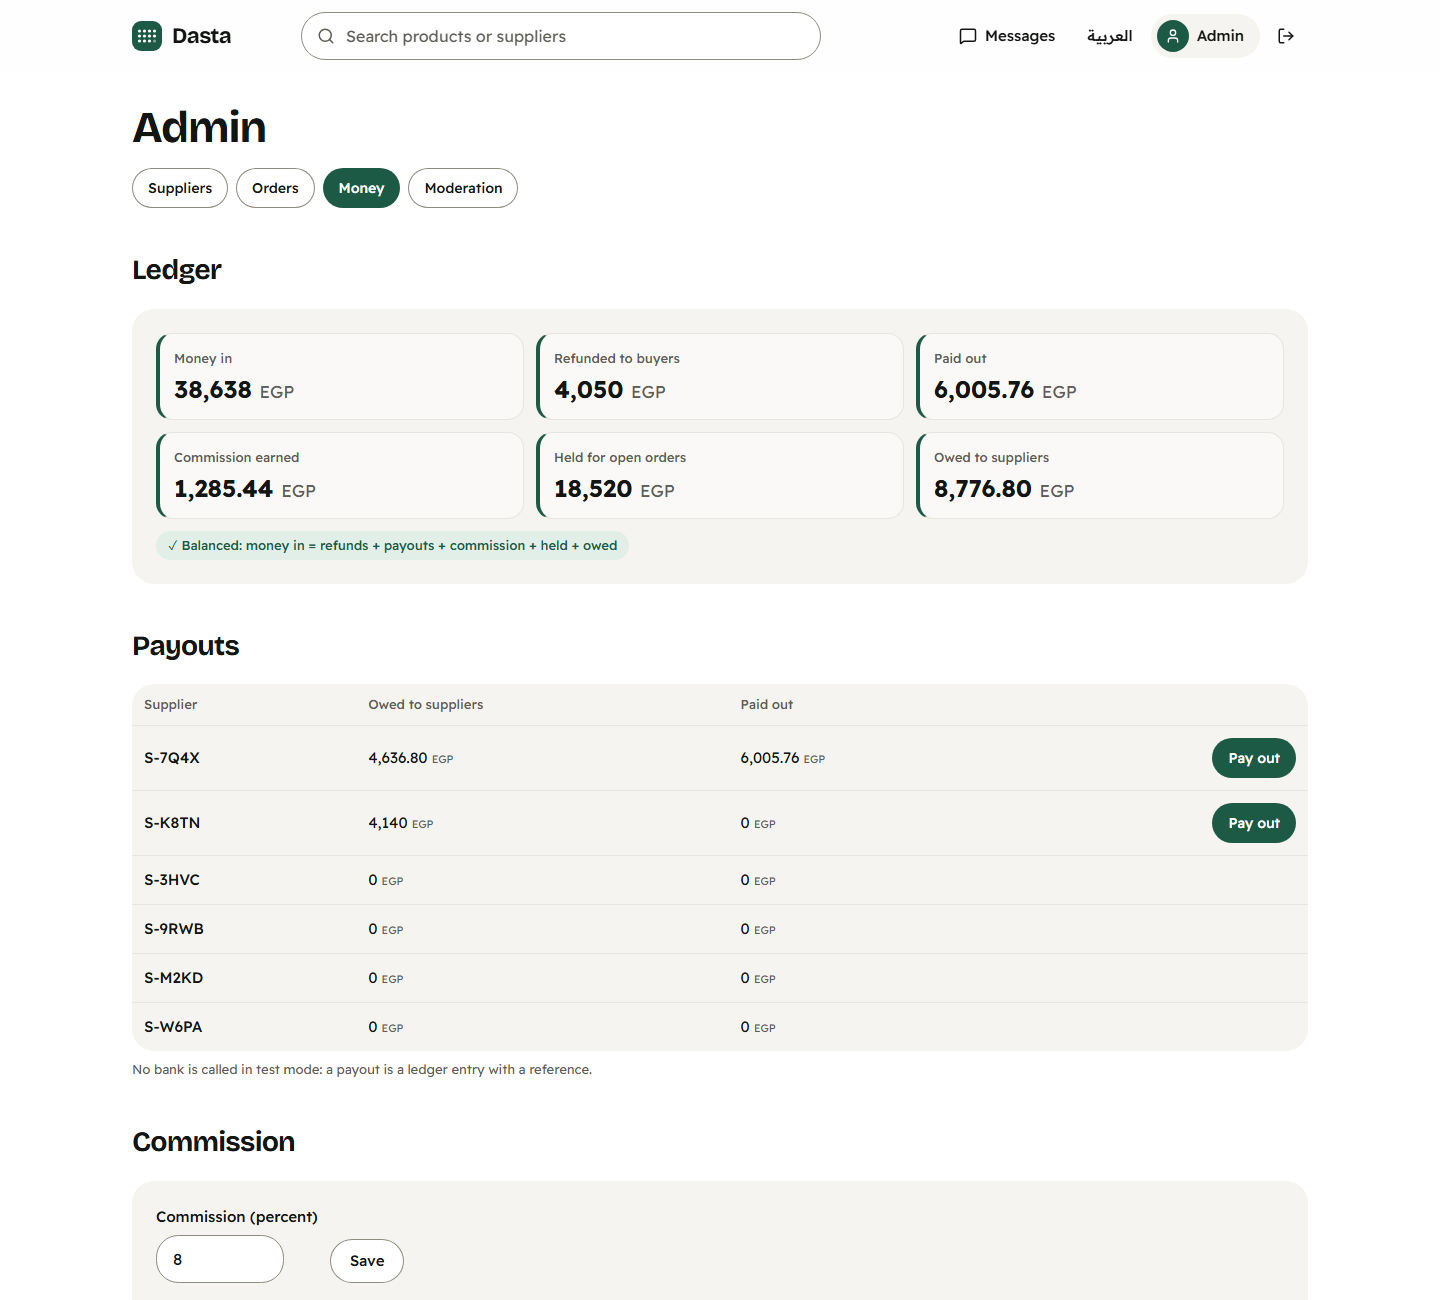 Dasta
Search products or suppliers
Messages
العربية
Admin
Admin
Suppliers
Orders
Money
Moderation
Ledger
Money in
38,638 EGP
Refunded to buyers
4,050 EGP
Paid out
6,005.76 EGP
Commission earned
1,285.44 EGP
Held for open orders
18,520 EGP
Owed to suppliers
8,776.80 EGP
✓ Balanced: money in = refunds + payouts + commission + held + owed
Payouts
Supplier Owed to suppliers Paid out
S-7Q4X 4,636.80 EGP 6,005.76 EGP Pay out
S-K8TN 4,140 EGP 0 EGP Pay out
S-3HVC 0 EGP 0 EGP
S-9RWB 0 EGP 0 EGP
S-M2KD 0 EGP 0 EGP
S-W6PA 0 EGP 0 EGP
No bank is called in test mode: a payout is a ledger entry with a reference.
Commission
Commission (percent)
8
Save